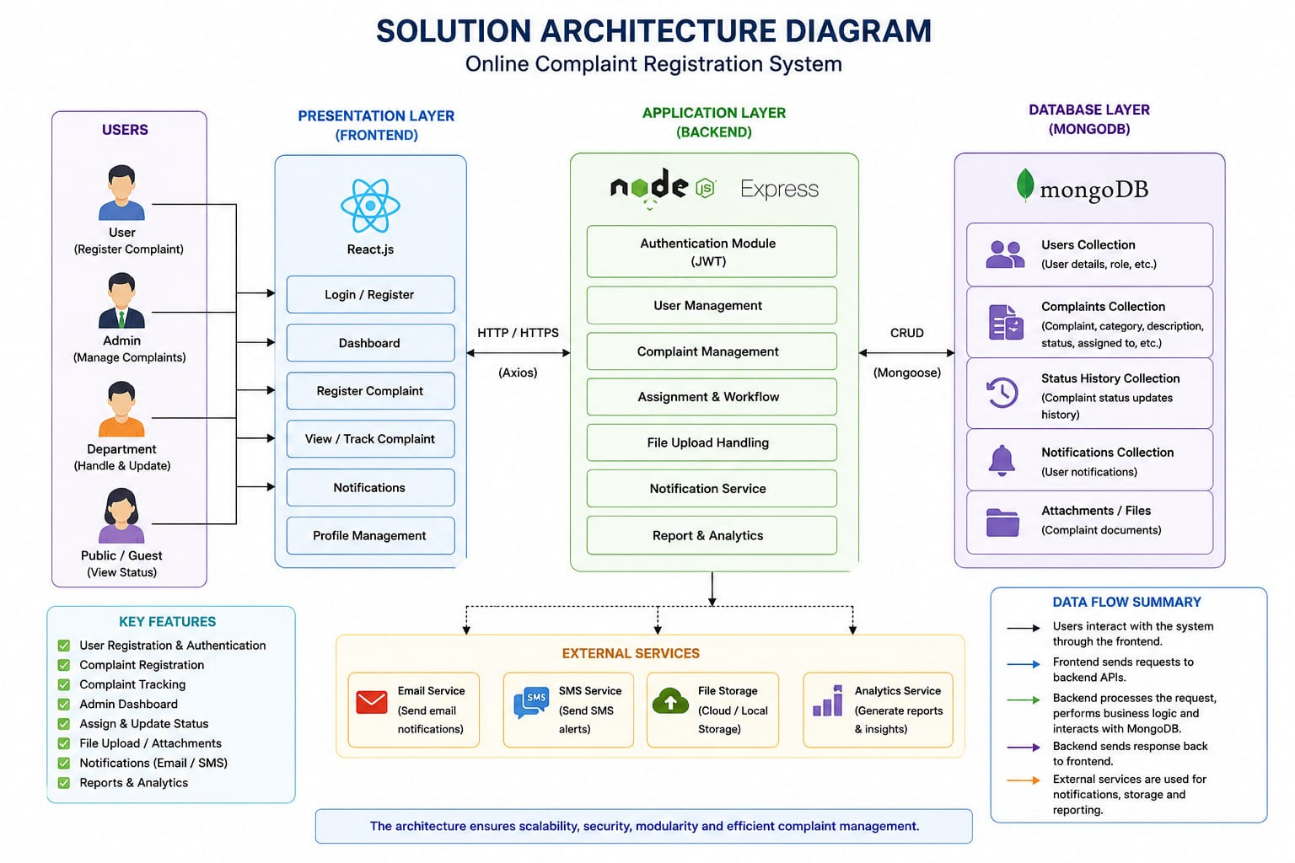 SOLUTION ARCHITECTURE DIAGRAM
Online Complaint Registration System
USERS
User
(Register Complaint)
Admin
(Manage Complaints)
Department
(Handle & Update)
Public / Guest
(View Status)
PRESENTATION LAYER
(FRONTEND)
React.js
Login / Register
Dashboard
Register Complaint
View / Track Complaint
Notifications
Profile Management
HTTP / HTTPS
(Axios)
APPLICATION LAYER
(BACKEND)
node JS Express
Authentication Module
(JWT)
User Management
Complaint Management
Assignment & Workflow
File Upload Handling
Notification Service
Report & Analytics
CRUD
(Mongoose)
DATABASE LAYER
(MONGODB)
mongoDB
Users Collection
(User details, role, etc.)
Complaints Collection
(Complaint, category, description,
status, assigned to, etc.)
Status History Collection
(Complaint status updates
history)
Notifications Collection
(User notifications)
Attachments / Files
(Complaint documents)
KEY FEATURES
User Registration & Authentication
Complaint Registration
Complaint Tracking
Admin Dashboard
Assign & Update Status
File Upload / Attachments
Notifications (Email / SMS)
Reports & Analytics
EXTERNAL SERVICES
Email Service
(Send email
notifications)
SMS
SMS Service
(Send SMS
alerts)
File Storage
(Cloud / Local
Storage)
Analytics Service
(Generate reports
& insights)
DATA FLOW SUMMARY
Users interact with the system
through the frontend.
Frontend sends requests to
backend APIs.
Backend processes the request,
performs business logic and
interacts with MongoDB.
Backend sends response back
to frontend.
External services are used for
notifications, storage and
reporting.
The architecture ensures scalability, security, modularity and efficient complaint management.